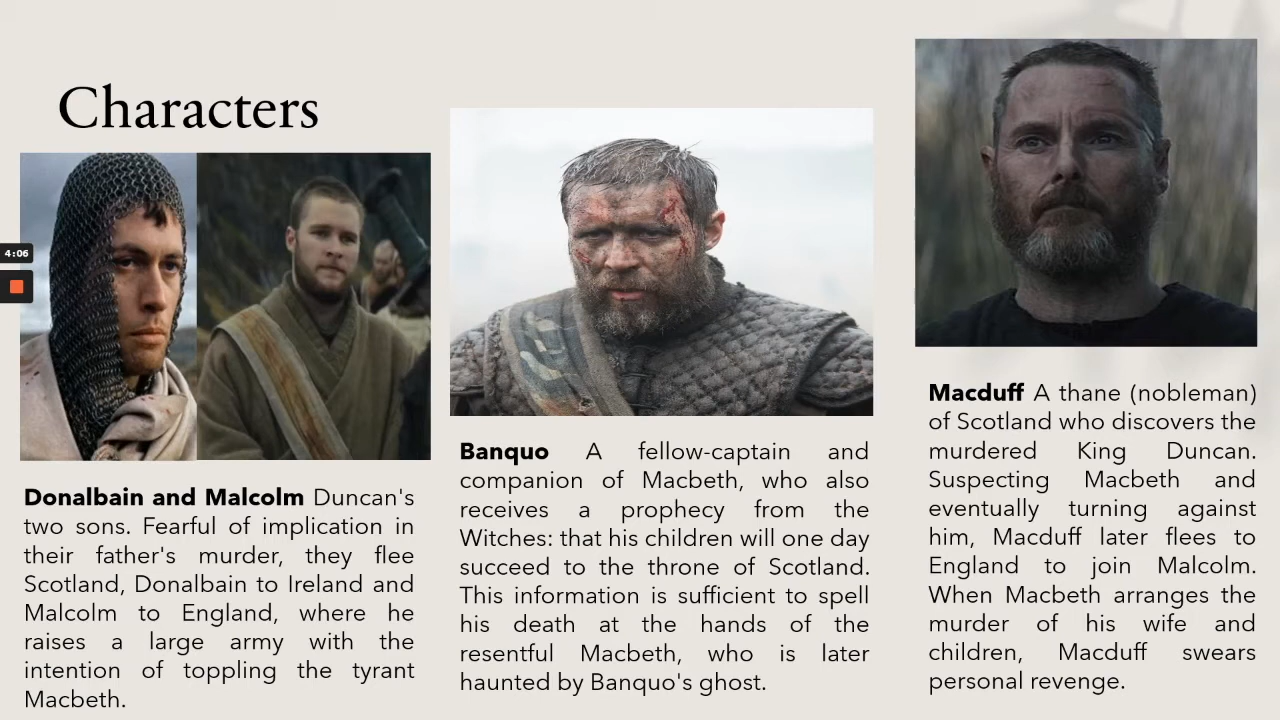 Characters
4:06
Donalbain and Malcolm Duncan's
two sons. Fearful of implication in
their father's murder, they flee
Scotland, Donalbain to Ireland and
Malcolm to England, where he
raises a large army with the
intention of toppling the tyrant
Macbeth.
Banquo A fellow-captain and
companion of Macbeth, who also
receives a prophecy from the
Witches: that his children will one day
succeed to the throne of Scotland.
This information is sufficient to spell
his death at the hands of the
resentful Macbeth, who is later
haunted by Banquo's ghost.
Macduff A thane (nobleman)
of Scotland who discovers the
murdered King Duncan.
Suspecting Macbeth and
eventually turning against
him, Macduff later flees to
England to join Malcolm.
When Macbeth arranges the
murder of his wife and
children, Macduff swears
personal revenge.